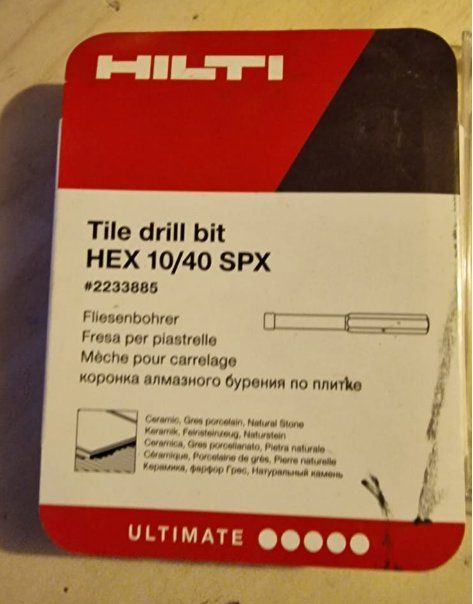 HILTI
Tile drill bit
HEX 10/40 SPX
#2233885
Fliesenbohrer
Fresa per piastrelle
Mèche pour carrelage
коронка алмазного бурения по плитке
Ceramic, Gres porcelain, Natural Stone
Keramik, Feinsteinzeug, Naturstein
Ceramica, Gres porcellanato, Pietra naturale
Céramique, Porcelaine de grés, Pierre naturelle
Керамика, фарфор Грес, Натуральный камень
ULTIMATE